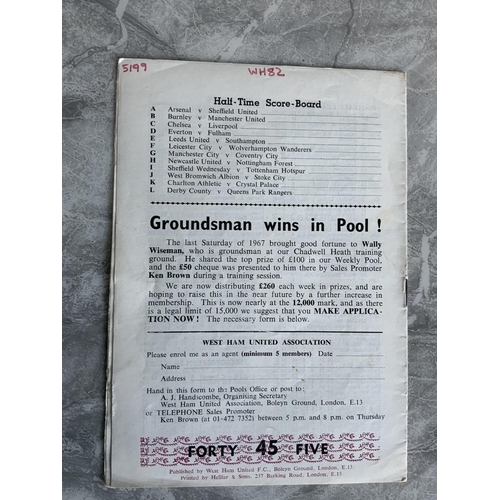 5199
WH82
Half-Time Score-Board
A Arsenal v Sheffield United
B Burnley v Manchester United
C Chelsea v Liverpool
D Everton v Fulham
E Leeds United v Southampton
F Leicester City v Wolverhampton Wanderers
G Manchester City v Coventry City
H Newcastle United v Nottingham Forest
I Sheffield Wednesday v Tottenham Hotspur
J West Bromwich Albion v Stoke City
K Charlton Athletic v Crystal Palace
L Derby County v Queens Park Rangers
Groundsman wins in Pool !
The last Saturday of 1967 brought good fortune to Wally
Wiseman, who is groundsman at our Chadwell Heath training
ground. He shared the top prize of £100 in our Weekly Pool,
and the £50 cheque was presented to him there by Sales Promoter
Ken Brown during a training session.
We are now distributing £260 each week in prizes, and are
hoping to raise this in the near future by a further increase in
membership. This is now nearly at the 12,000 mark, and as there
is a legal limit of 15,000 we suggest that you MAKE APPLICA-
TION NOW! The necessary form is below.
WEST HAM UNITED ASSOCIATION
Please enrol me as an agent (minimum 5 members) Date
Name
Address
Hand in this form to the Pools Office or post to:
A. J. Handscombe, Organising Secretary
West Ham United Association, Boleyn Ground, London, E.13
or TELEPHONE Sales Promoter
Ken Brown (at 01-472 7352) between 5 p.m. and 8 p.m. on Thursday
FORTY 45 FIVE
Published by West Ham United F.C., Boleyn Ground, London, E.13
Printed by Helliar & Sons, 237 Barking Road, London, E.13